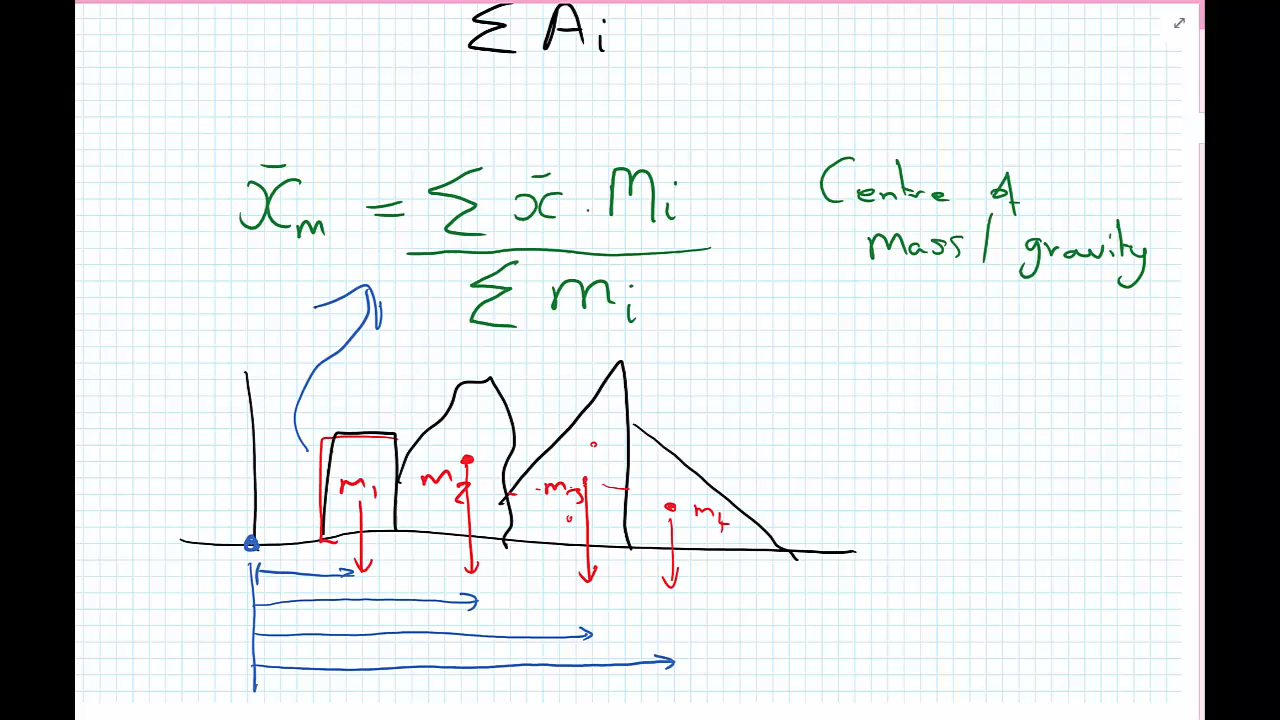 Σ Ai
x̄m = Σ x̄ . Mi
Σ mi
Centre of
mass / gravity
m1
m2
m3
m4